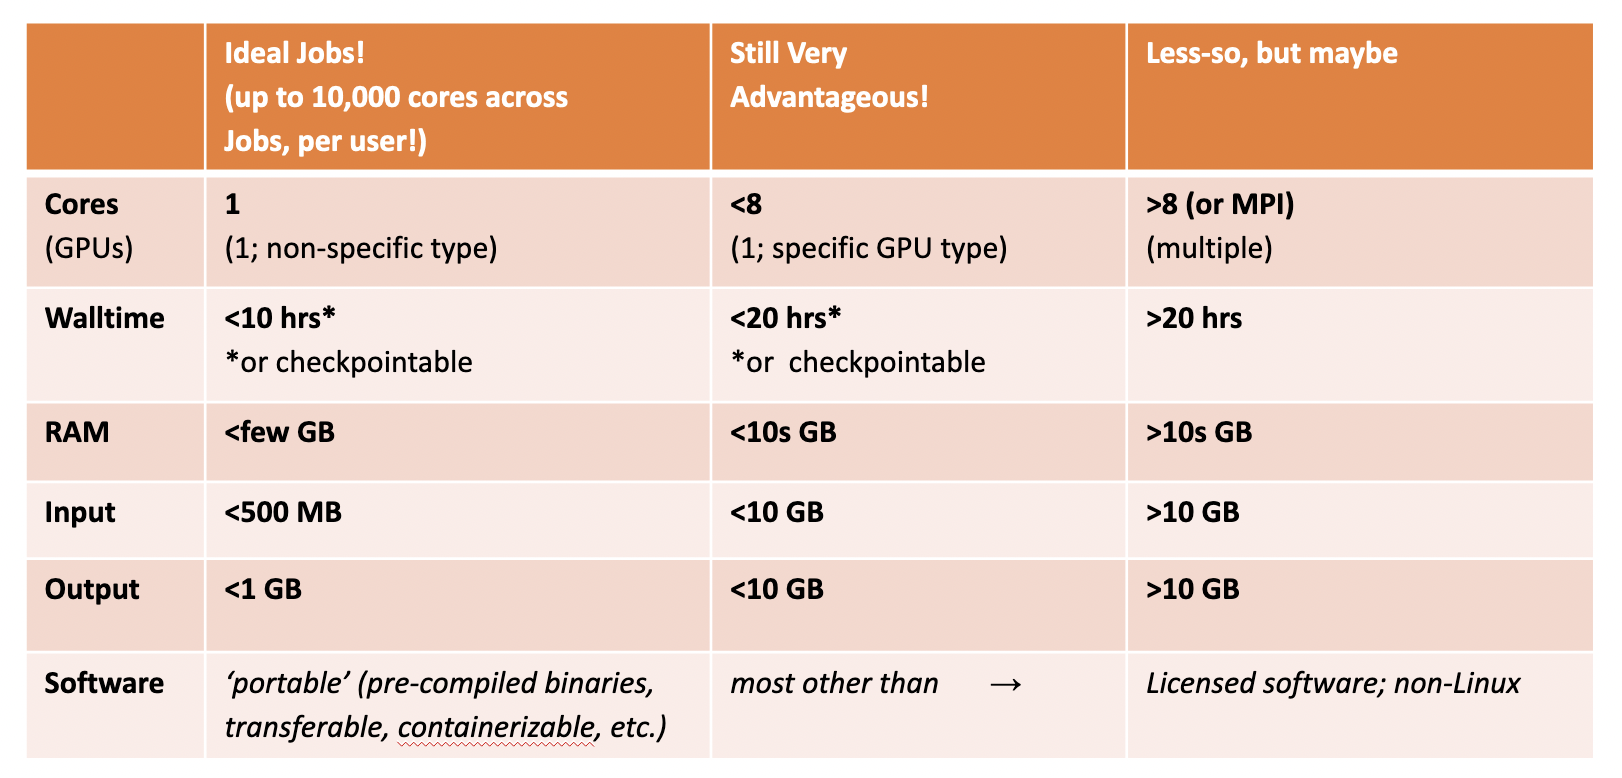 Ideal Jobs!
(up to 10,000 cores across
Jobs, per user!)
Still Very
Advantageous!
Less-so, but maybe
Cores
(GPUs)
1
(1; non-specific type)
<8
(1; specific GPU type)
>8 (or MPI)
(multiple)
Walltime
<10 hrs*
*or checkpointable
<20 hrs*
*or  checkpointable
>20 hrs
RAM
<few GB
<10s GB
>10s GB
Input
<500 MB
<10 GB
>10 GB
Output
<1 GB
<10 GB
>10 GB
Software
‘portable’ (pre-compiled binaries,
transferable, containerizable, etc.)
most other than →
Licensed software; non-Linux